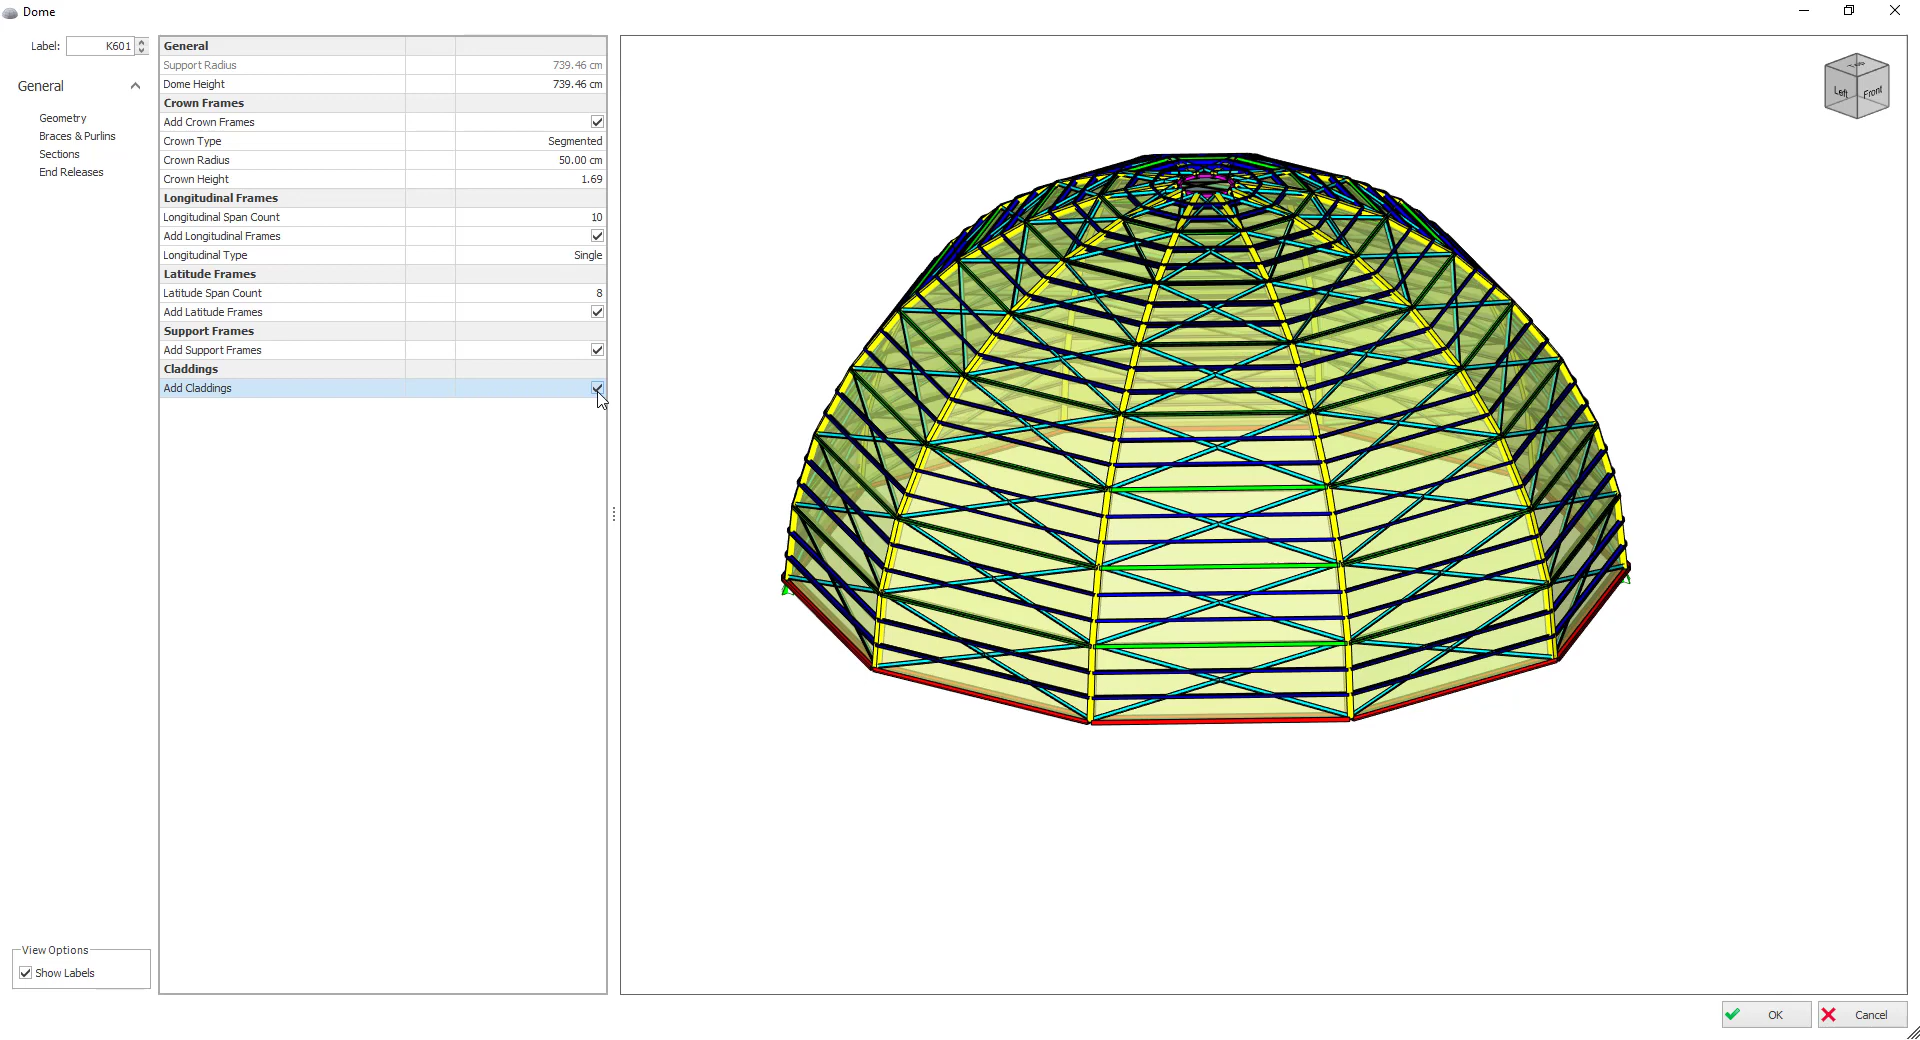 Dome
Label: K601
General
Geometry
Braces & Purlins
Sections
End Releases
General
Support Radius 739.46 cm
Dome Height 739.46 cm
Crown Frames
Add Crown Frames
Crown Type Segmented
Crown Radius 50.00 cm
Crown Height 1.69
Longitudinal Frames
Longitudinal Span Count 10
Add Longitudinal Frames
Longitudinal Type Single
Latitude Frames
Latitude Span Count 8
Add Latitude Frames
Support Frames
Add Support Frames
Claddings
Add Claddings
Top
Left Front
View Options
Show Labels
OK Cancel